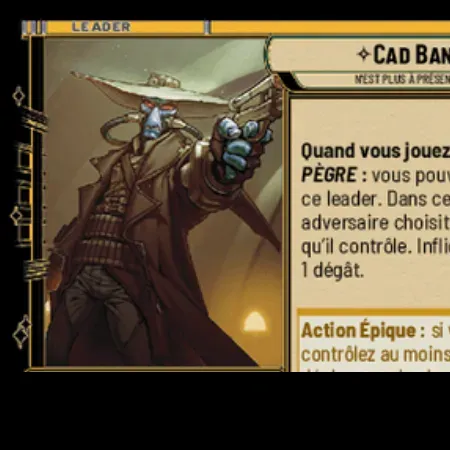 LEADER
CAD BAN
N'EST PLUS À PRÉSEN
Quand vous jouez
PÈGRE : vous pouv
ce leader. Dans ce
adversaire choisit
qu'il contrôle. Infli
1 dégât.
Action Épique : si v
contrôlez au moins